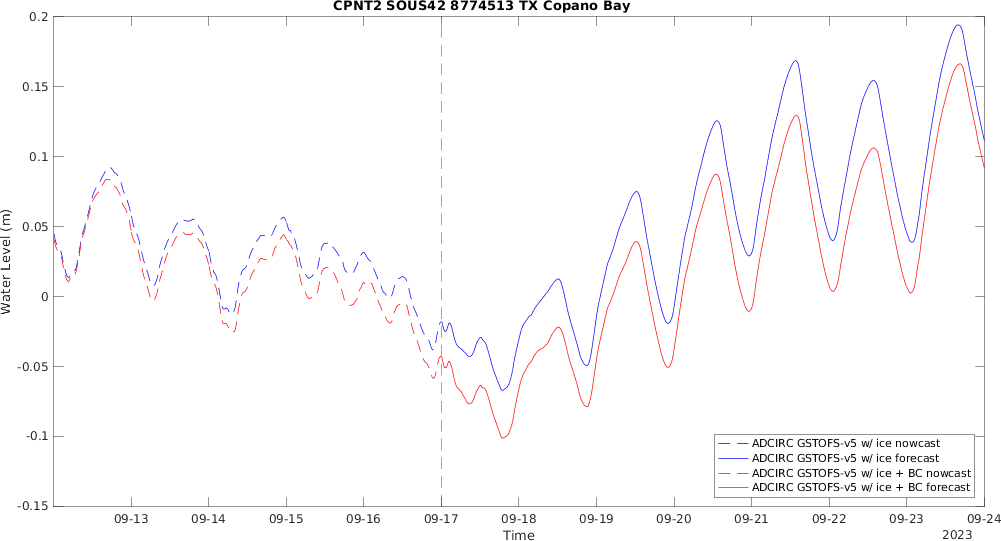 CPNT2 SOUS42 8774513 TX Copano Bay
0.2
0.15
0.1
0.05
0
-0.05
-0.1
-0.15
Water Level (m)
ADCIRC GSTOFS-v5 w/ ice nowcast
ADCIRC GSTOFS-v5 w/ ice forecast
ADCIRC GSTOFS-v5 w/ ice + BC nowcast
ADCIRC GSTOFS-v5 w/ ice + BC forecast
09-13 09-14 09-15 09-16 09-17 09-18 09-19 09-20 09-21 09-22 09-23 09-24
Time
2023